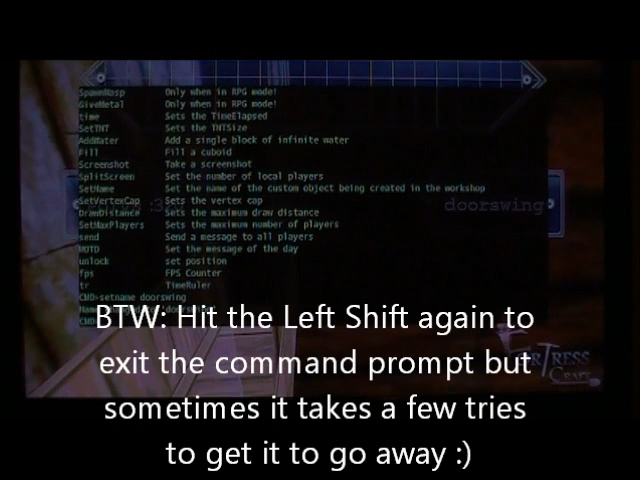 SpawnWasp Only when in RPG mode!
GiveMetal Only when in RPG mode!
time Sets the TimeElapsed
SetTNT Sets the TNTSize
AddWater Add a single block of infinite water
Fill Fill a cuboid
Screenshot Take a screenshot
SplitScreen Set the number of local players
SetName Set the name of the custom object being created in the workshop
SetVertexCap Sets the vertex cap
DrawDistance Sets the maximum draw distance
doorswing
SetMaxPlayers Sets the maximum number of players
send Send a message to all players
MOTD Set the message of the day
unlock set position
fps FPS Counter
tr TimeRuler
CMD>setname doorswing
CMD>
BTW: Hit the Left Shift again to
exit the command prompt but
sometimes it takes a few tries
to get it to go away :)
FORTRESS
CRAFT